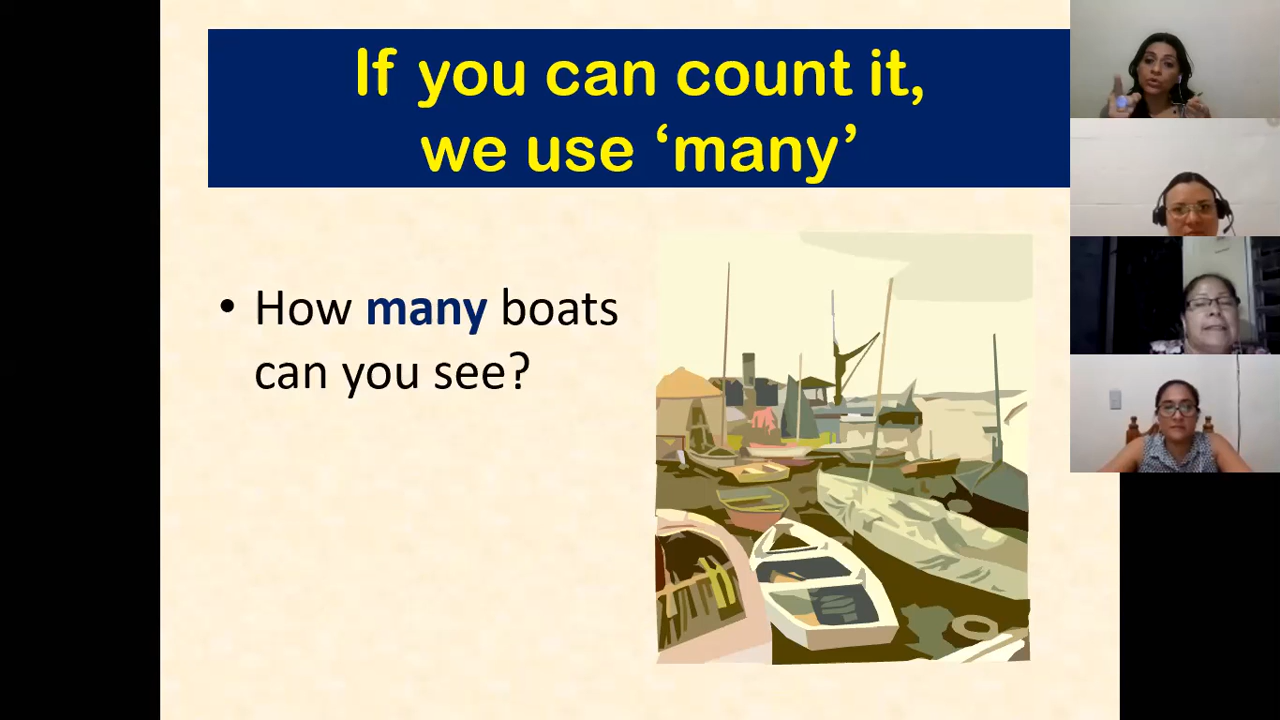 If you can count it,
we use ‘many’
• How many boats
can you see?